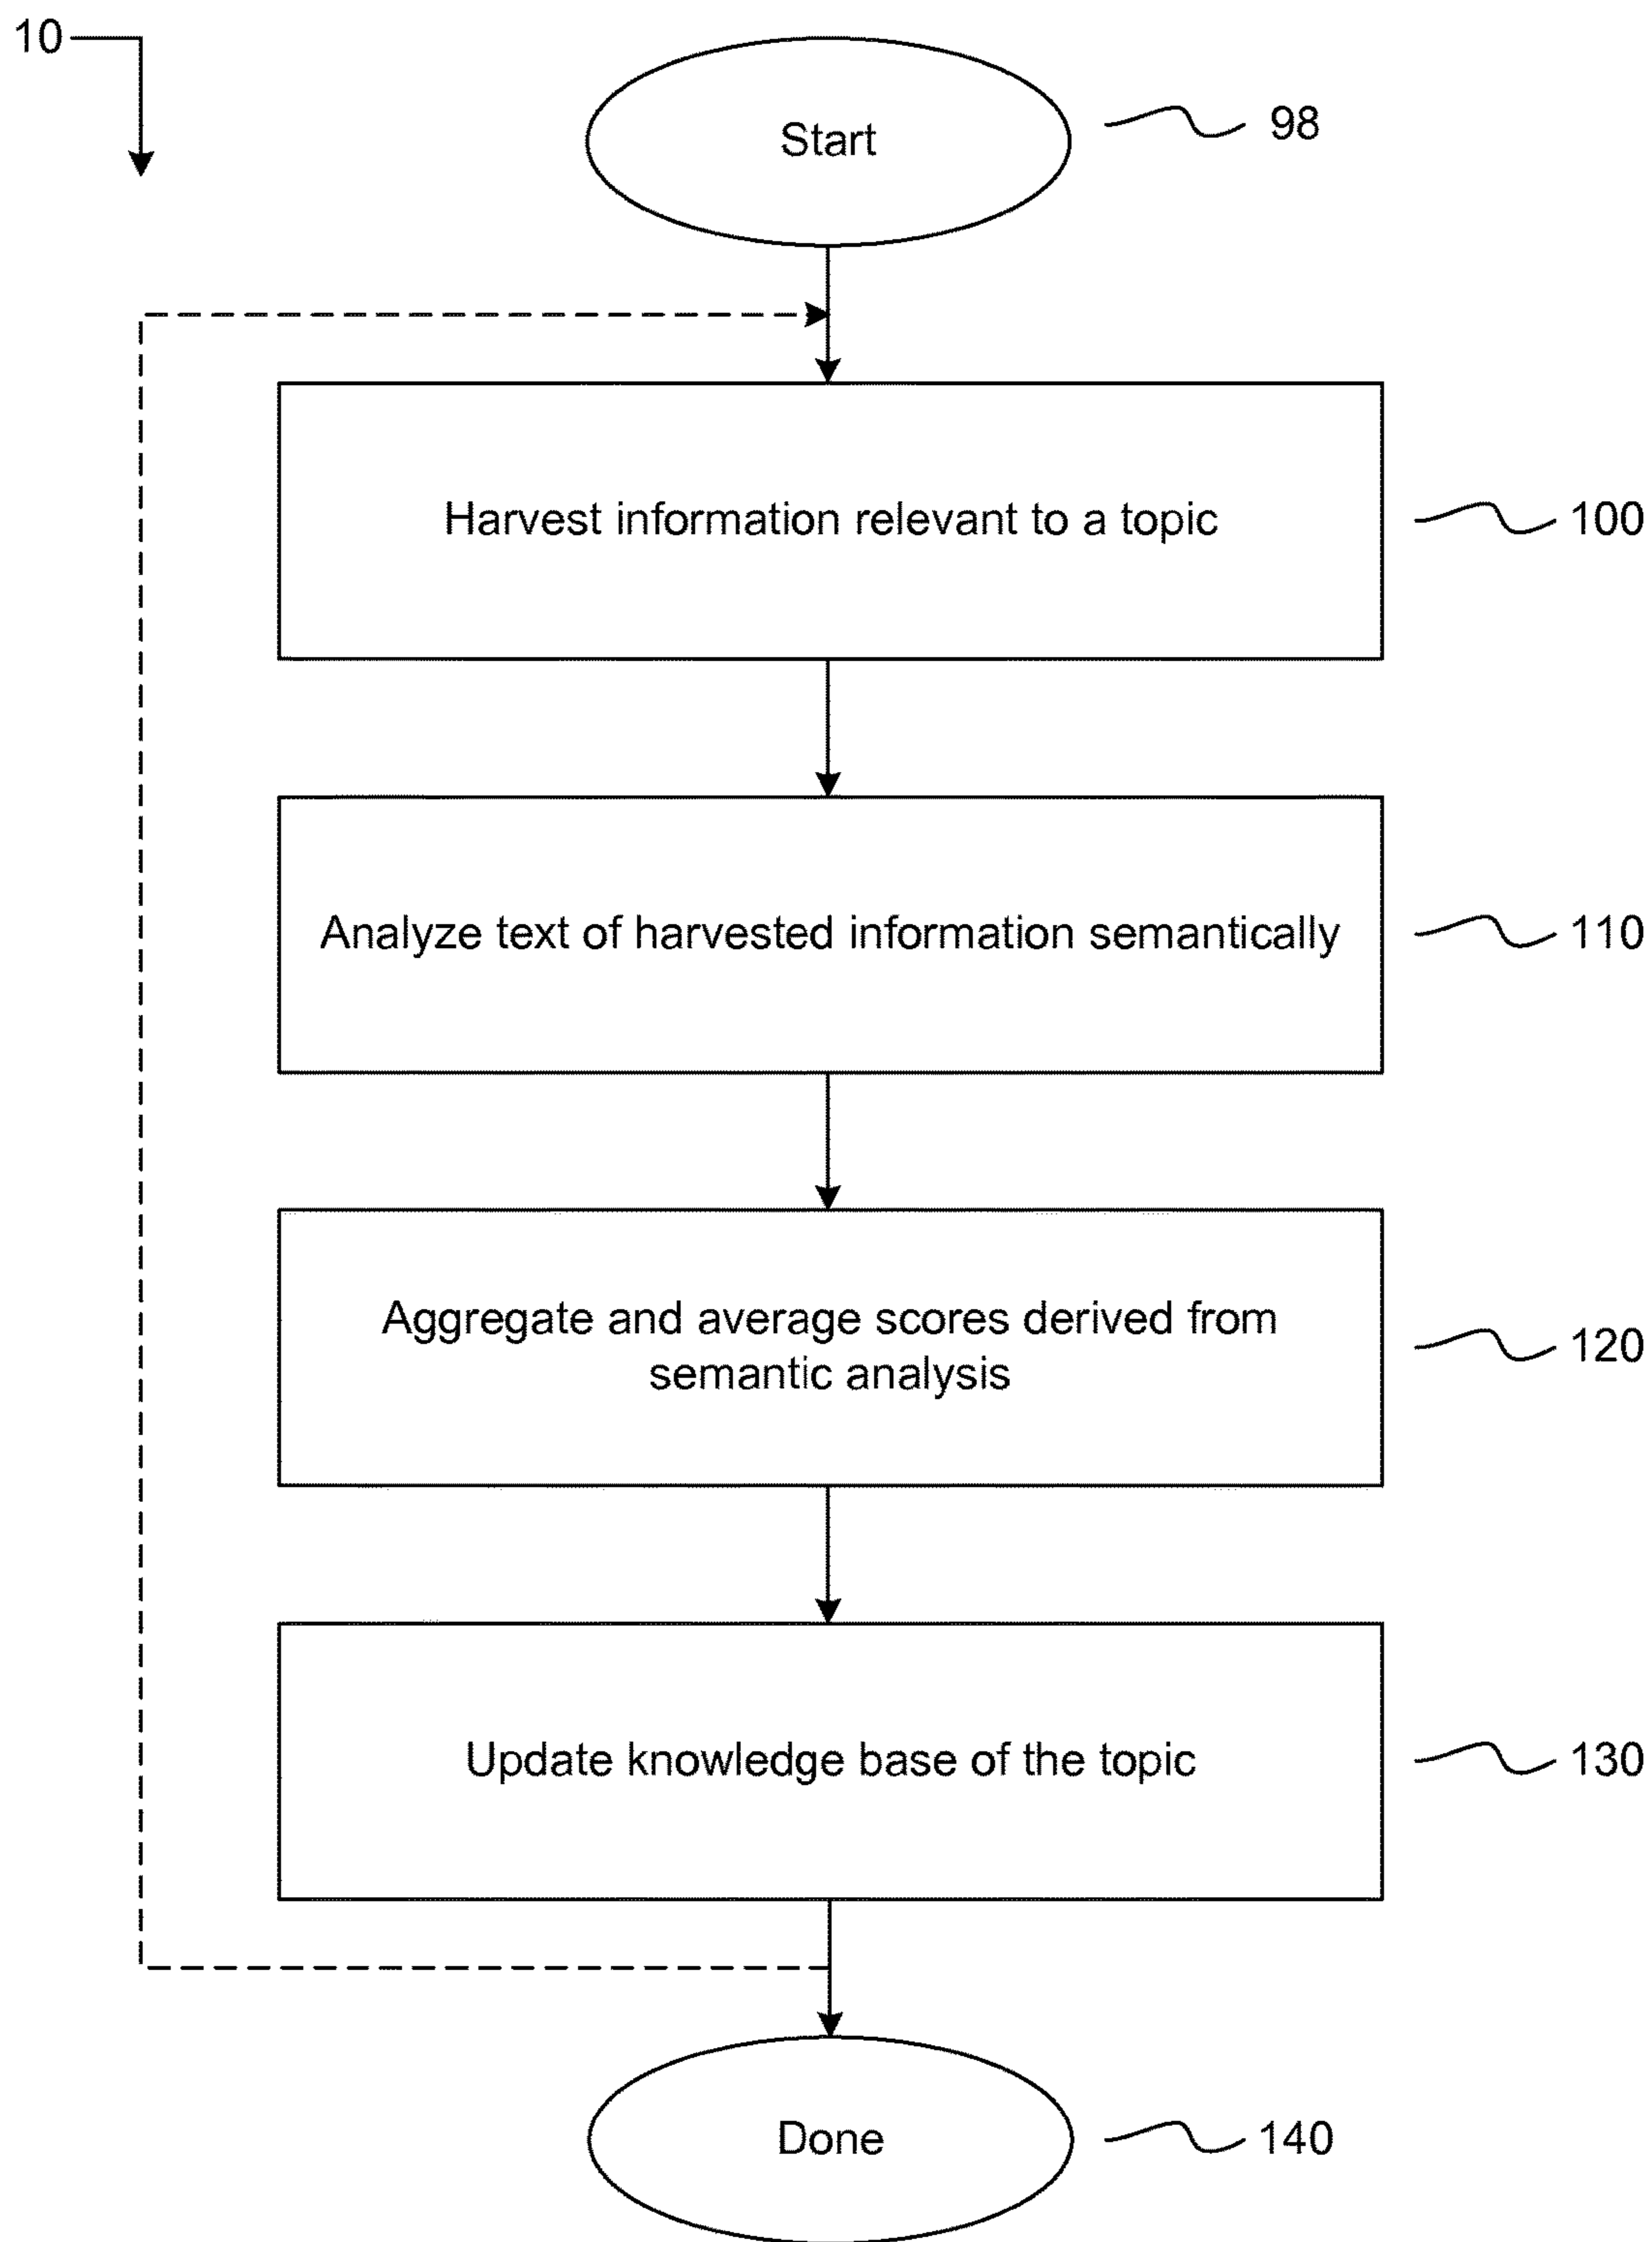 10
Start
98
Harvest information relevant to a topic
100
Analyze text of harvested information semantically
110
Aggregate and average scores derived from
semantic analysis
120
Update knowledge base of the topic
130
Done
140